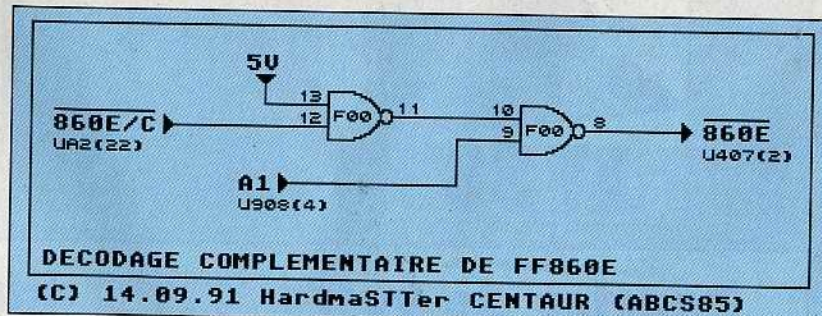 5V
13
12
F00
11
10
9
F00
8
860E/C
UA2(22)
860E
U407(2)
A1
U908(4)
DECODAGE COMPLEMENTAIRE DE FF860E
(C) 14.09.91 HardmaSTTer CENTAUR (ABCS85)